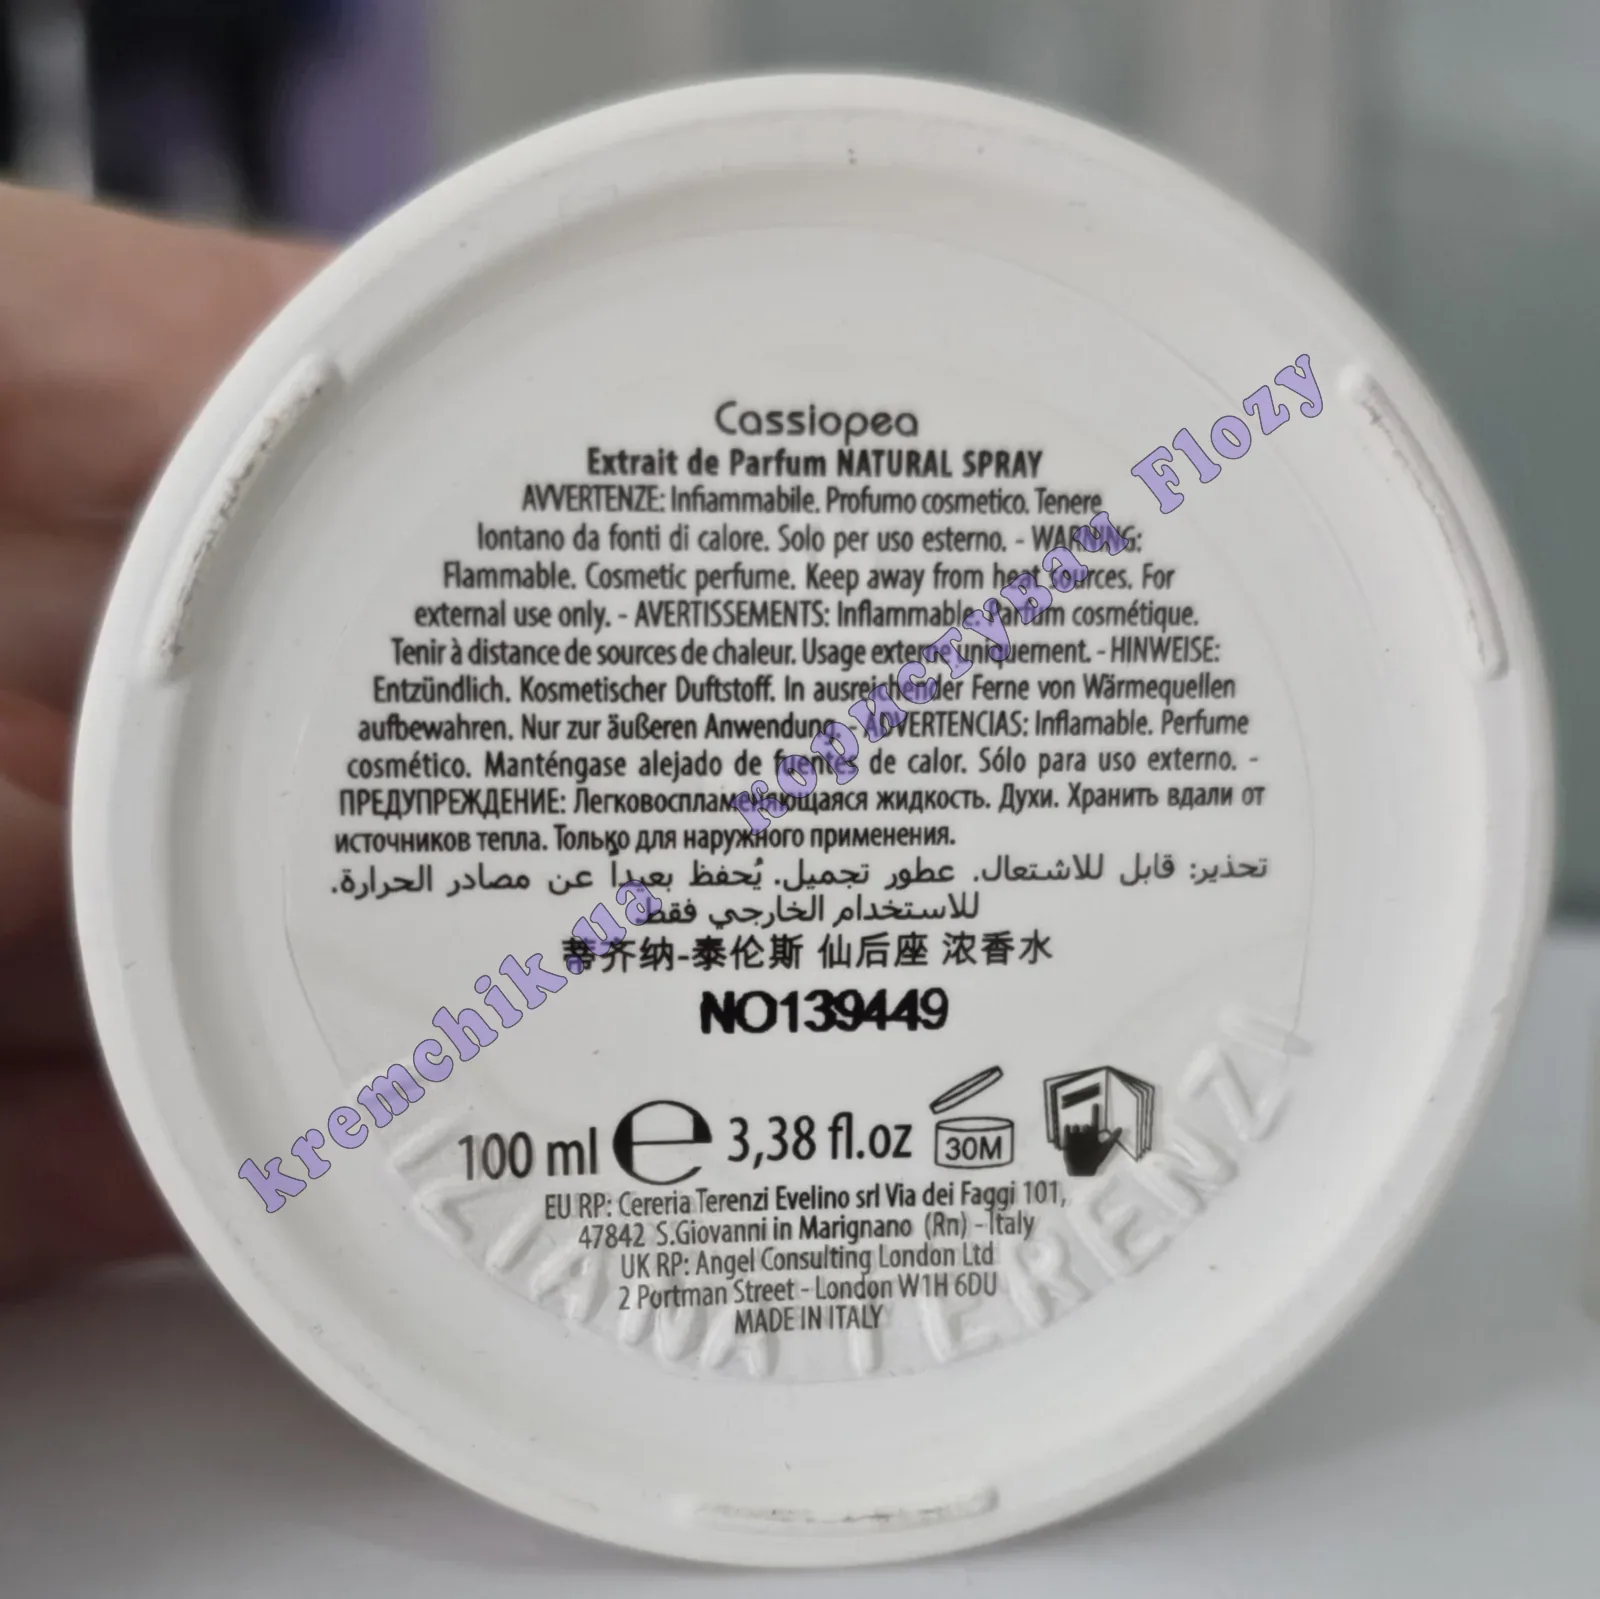 Cassiopea
Extrait de Parfum NATURAL SPRAY
AVVERTENZE: Infiammabile. Profumo cosmetico. Tenere
lontano da fonti di calore. Solo per uso esterno. - WARNING:
Flammable. Cosmetic perfume. Keep away from heat sources. For
external use only. - AVERTISSEMENTS: Inflammable. Parfum cosmétique.
Tenir à distance de sources de chaleur. Usage externe uniquement. - HINWEISE:
Entzündlich. Kosmetischer Duftstoff. In ausreichender Ferne von Wärmequellen
aufbewahren. Nur zur äußeren Anwendung. - ADVERTENCIAS: Inflamable. Perfume
cosmético. Manténgase alejado de fuentes de calor. Sólo para uso externo. -
ПРЕДУПРЕЖДЕНИЕ: Легковоспламеняющаяся жидкость. Духи. Хранить вдали от
источников тепла. Только для наружного применения.
تحذير: قابل للاشتعال. عطور تجميل. يُحفظ بعيداً عن مصادر الحرارة.
للاستخدام الخارجي فقط
蒂齐纳-泰伦斯 仙后座 浓香水
NO139449
100 ml e 3,38 fl.oz 30M
EU RP: Cereria Terenzi Evelino srl Via dei Faggi 101,
47842 S.Giovanni in Marignano (Rn) - Italy
UK RP: Angel Consulting London Ltd
2 Portman Street - London W1H 6DU
MADE IN ITALY
TIZIANA TERENZI
kremchik.ua користувач Flozy